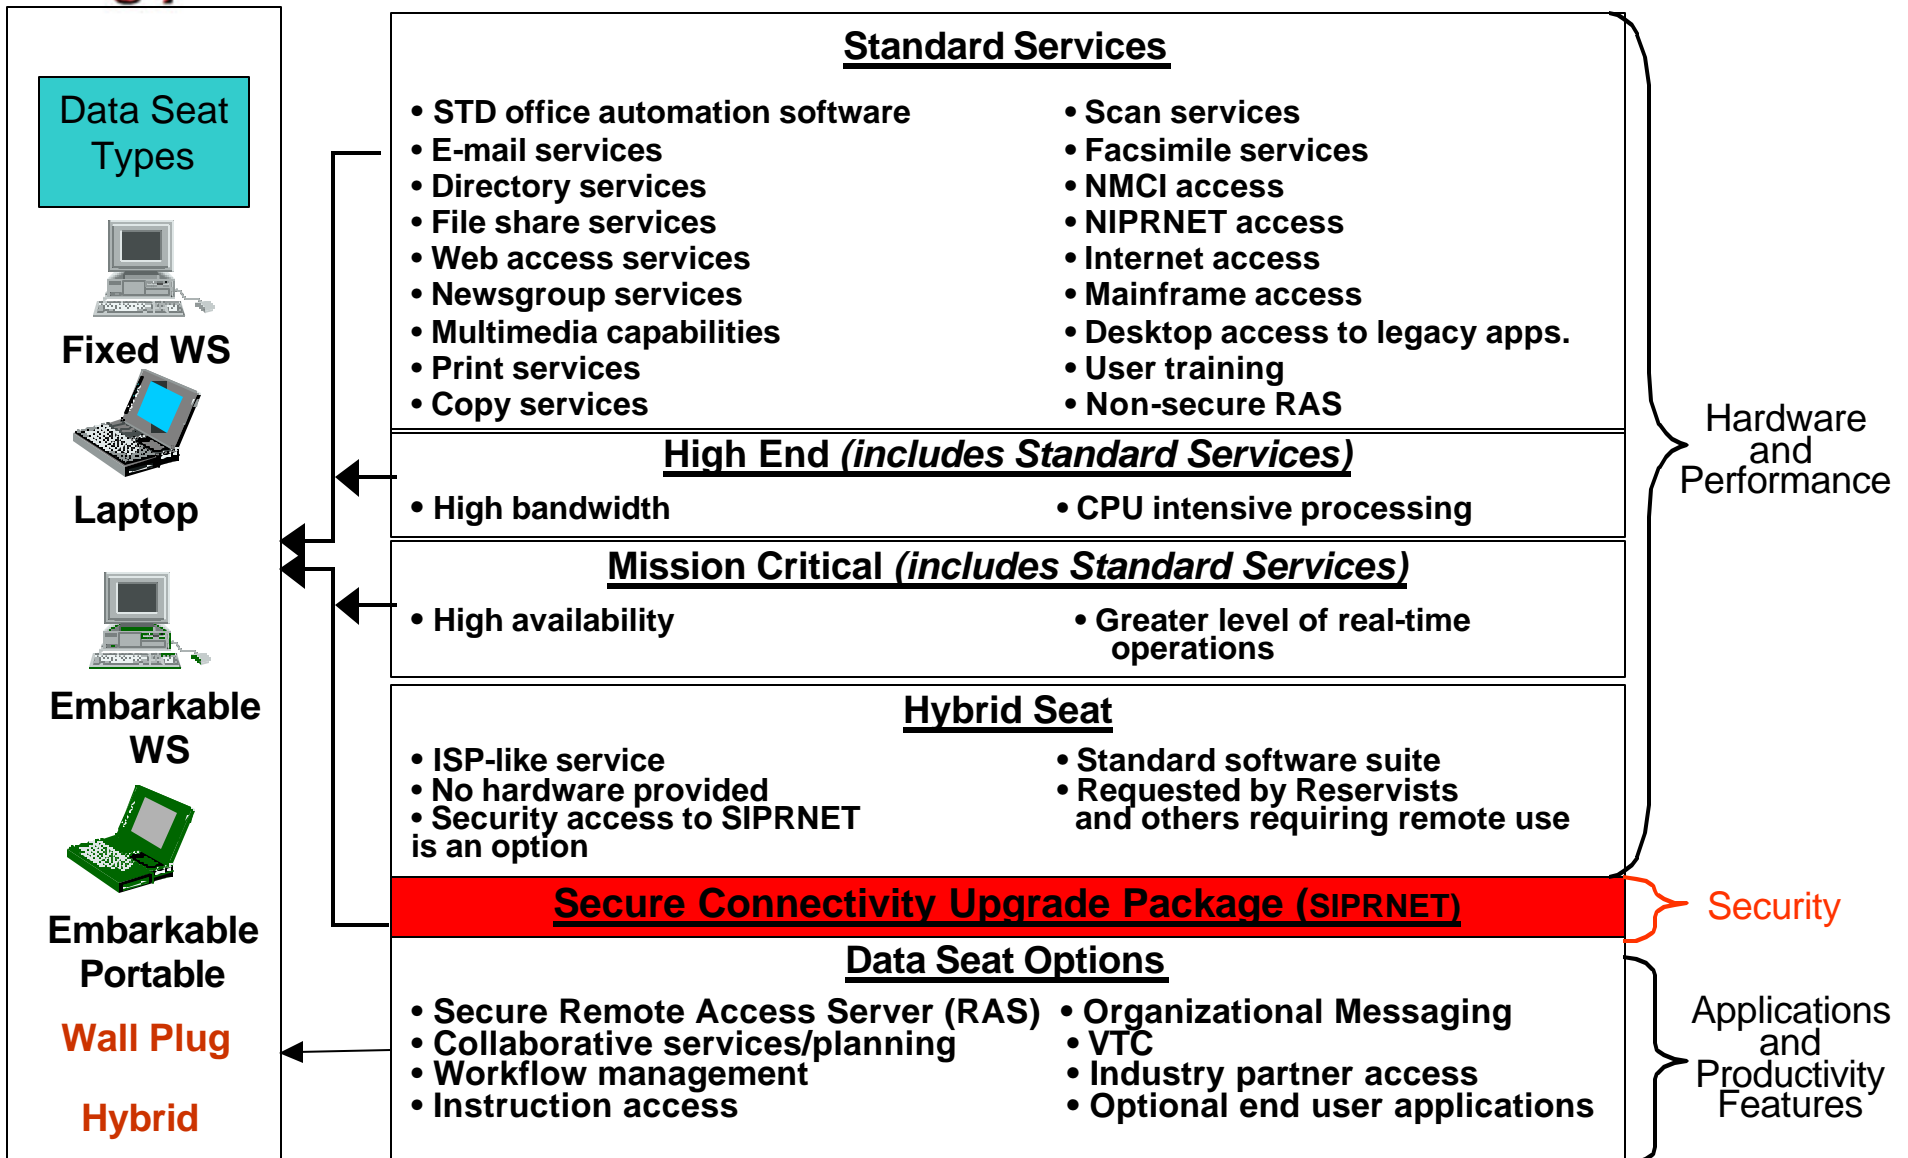 Data Seat
Types
Fixed WS
Laptop
Embarkable
WS
Embarkable
Portable
Wall Plug
Hybrid
Standard Services
• STD office automation software
• E-mail services
• Directory services
• File share services
• Web access services
• Newsgroup services
• Multimedia capabilities
• Print services
• Copy services
• Scan services
• Facsimile services
• NMCI access
• NIPRNET access
• Internet access
• Mainframe access
• Desktop access to legacy apps.
• User training
• Non-secure RAS
High End (includes Standard Services)
• High bandwidth
• CPU intensive processing
Mission Critical (includes Standard Services)
• High availability
• Greater level of real-time
operations
Hybrid Seat
• ISP-like service
• No hardware provided
• Security access to SIPRNET
is an option
• Standard software suite
• Requested by Reservists
and others requiring remote use
Secure Connectivity Upgrade Package (SIPRNET)
Data Seat Options
• Secure Remote Access Server (RAS)
• Collaborative services/planning
• Workflow management
• Instruction access
• Organizational Messaging
• VTC
• Industry partner access
• Optional end user applications
Hardware
and
Performance
Security
Applications
and
Productivity
Features